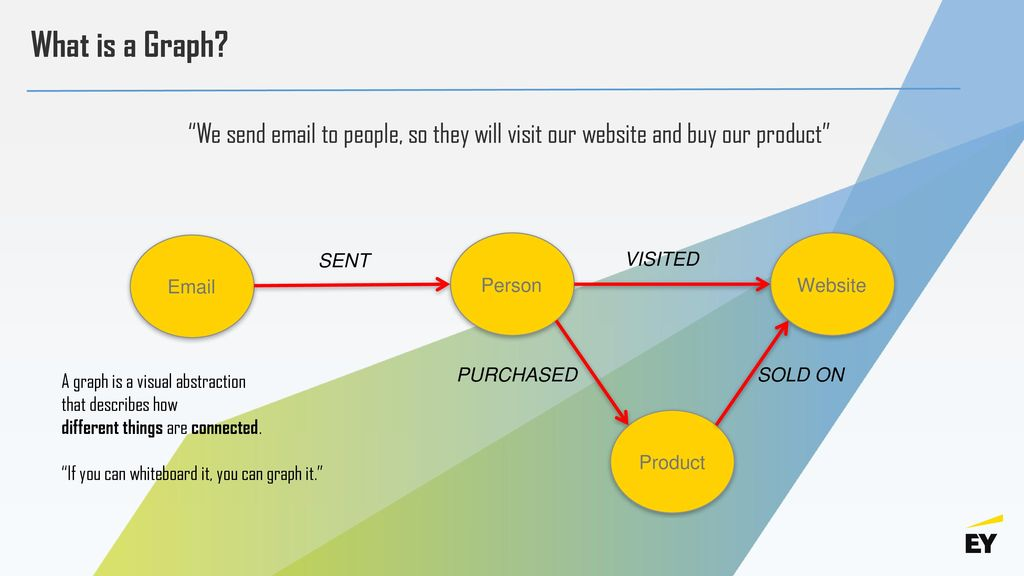 What is a Graph?
“We send email to people, so they will visit our website and buy our product”
SENT
VISITED
Email
Person
Website
PURCHASED
SOLD ON
A graph is a visual abstraction
that describes how
different things are connected.
Product
“If you can whiteboard it, you can graph it.”
EY